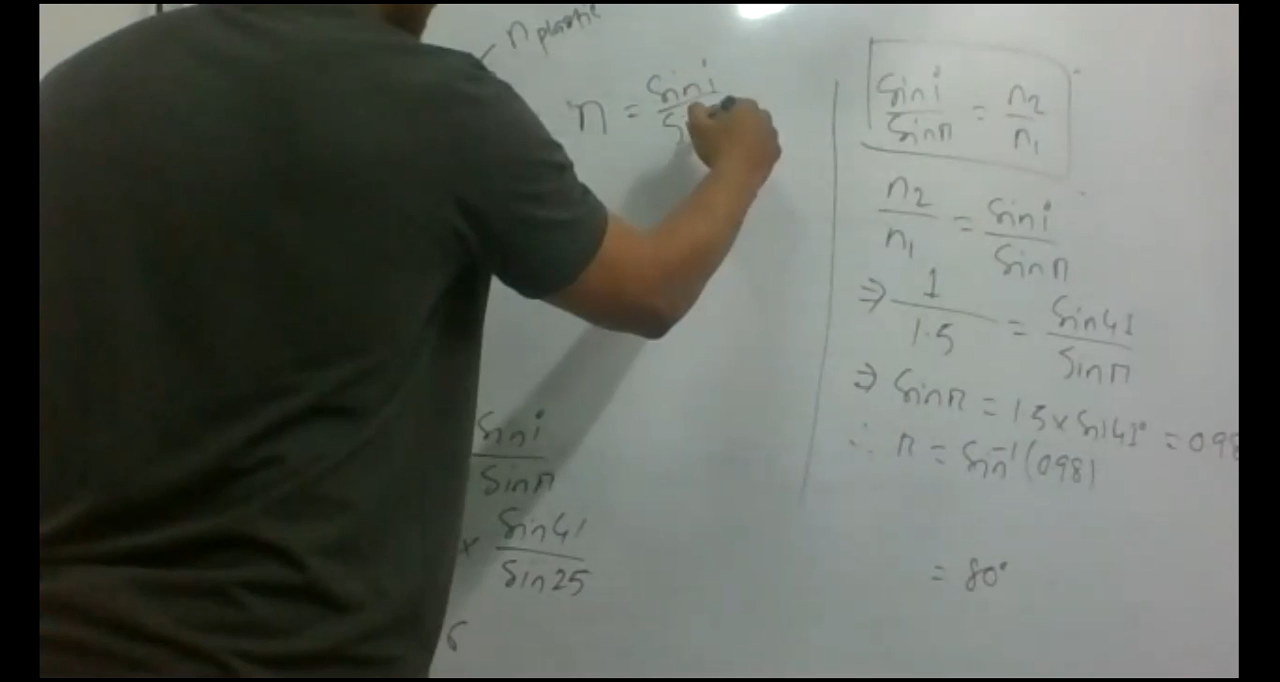 n plastic
n = sin i
sin i / sin r
sin 41 / sin 25
sin i / sin r = n2 / n1
n2 / n1 = sin i / sin r
⇒ 1 / 1.5 = sin 41 / sin r
⇒ sin r = 1.5 × sin 41° = 0.98
∴ r = sin⁻¹ (0.98)
= 80°